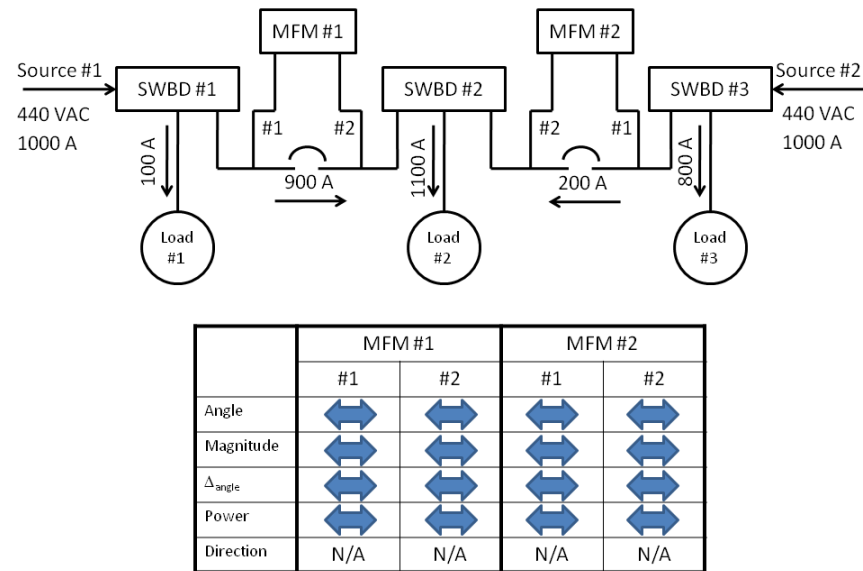 MFM #1
MFM #2
Source #1
SWBD #1
SWBD #2
SWBD #3
Source #2
440 VAC
1000 A
#1
#2
#2
#1
440 VAC
1000 A
100 A
900 A
1100 A
200 A
800 A
Load
#1
Load
#2
Load
#3
MFM #1 MFM #2
#1 #2 #1 #2
Angle
Magnitude
Δangle
Power
Direction N/A N/A N/A N/A